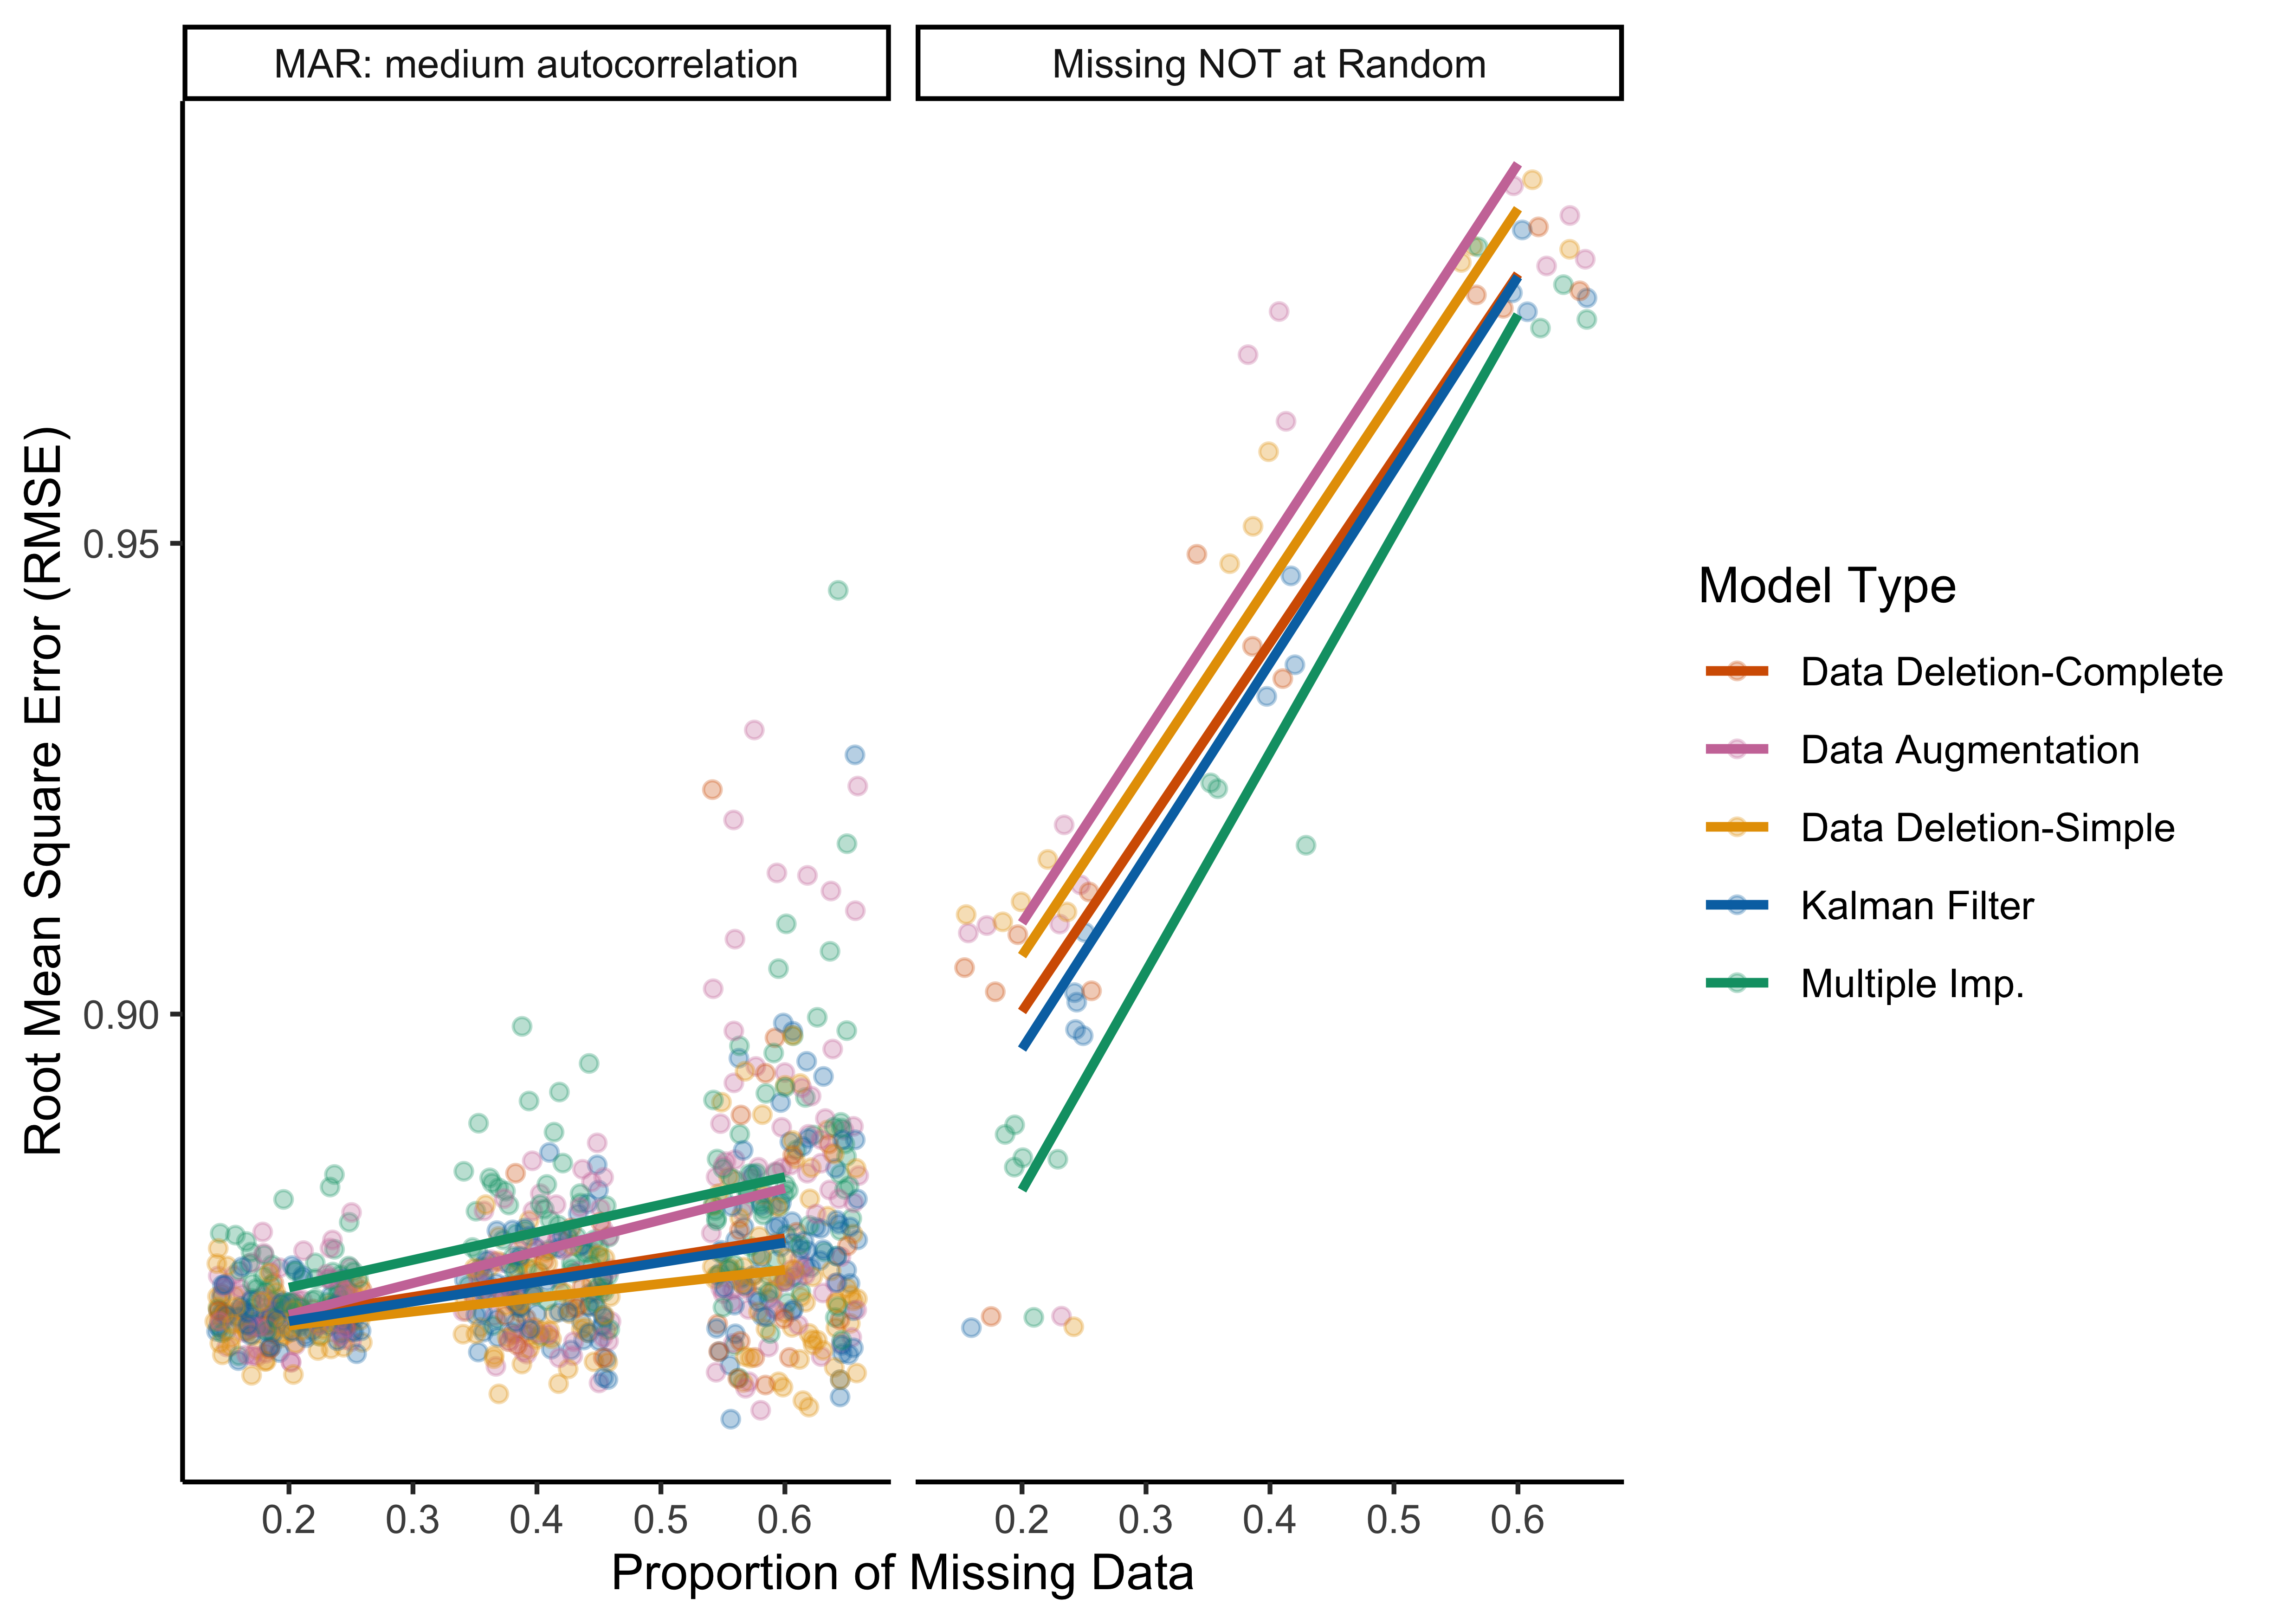 MAR: medium autocorrelation
Missing NOT at Random
Root Mean Square Error (RMSE)
0.95
0.90
0.2 0.3 0.4 0.5 0.6
0.2 0.3 0.4 0.5 0.6
Proportion of Missing Data
Model Type
Data Deletion-Complete
Data Augmentation
Data Deletion-Simple
Kalman Filter
Multiple Imp.